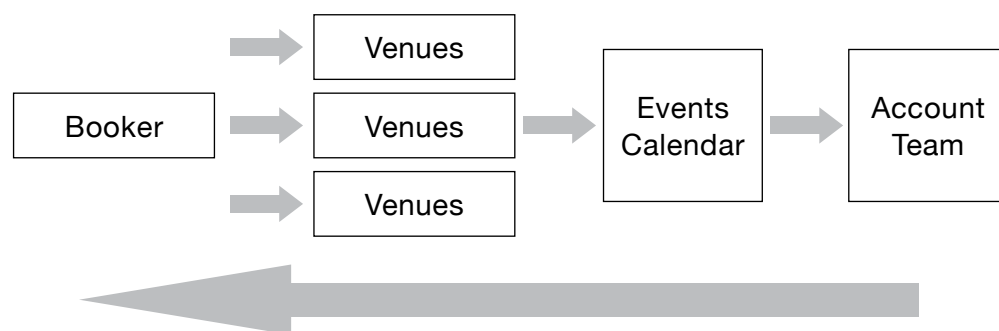 Booker
Venues
Venues
Venues
Events
Calendar
Account
Team